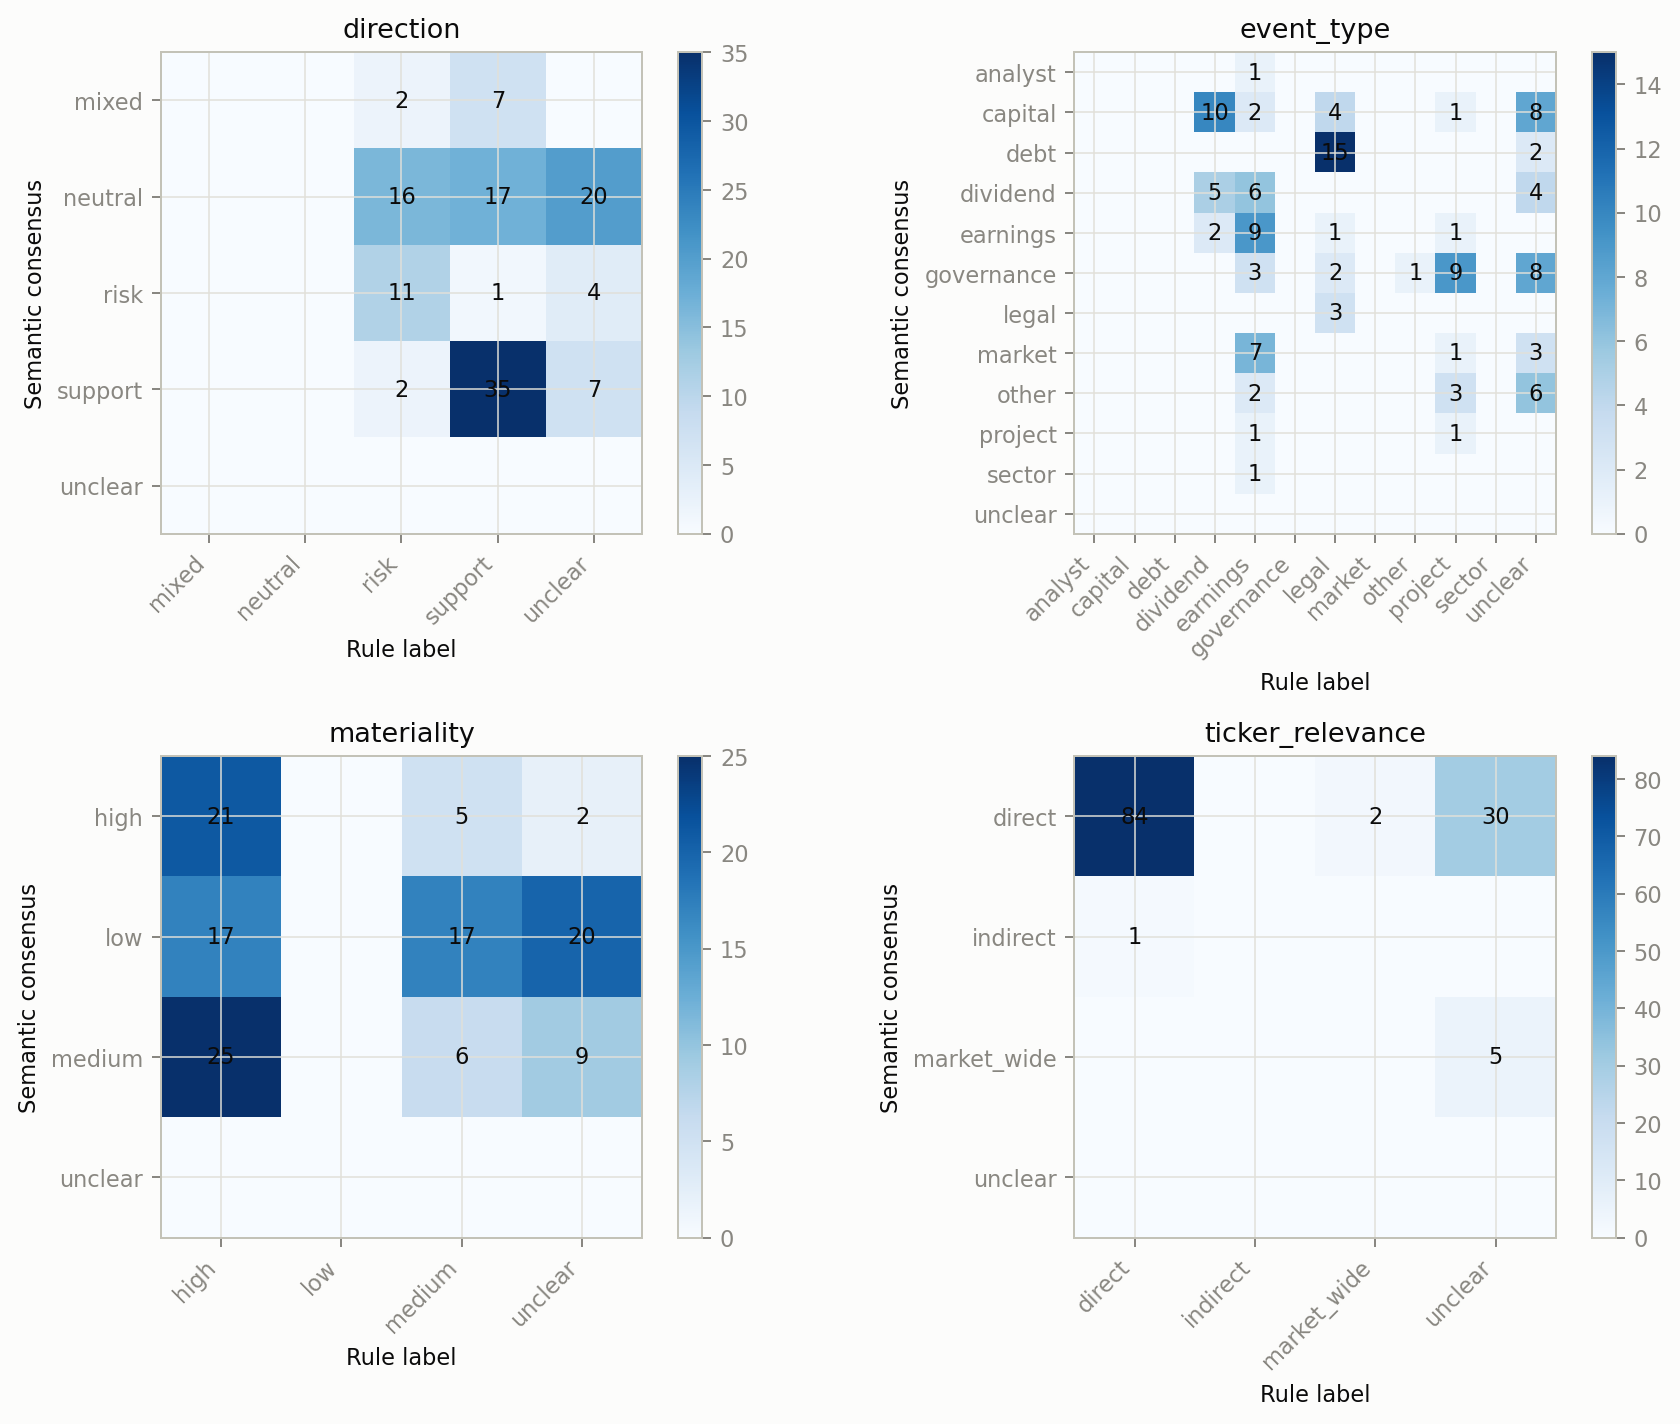 direction
Semantic consensus
mixed 2 7
neutral 16 17 20
risk 11 1 4
support 2 35 7
unclear
mixed neutral risk support unclear
Rule label
35
30
25
20
15
10
5
0
event_type
Semantic consensus
analyst 1
capital 10 2 4 1 8
debt 15 2
dividend 5 6 4
earnings 2 9 1 1
governance 3 2 1 9 8
legal 3
market 7 1 3
other 2 3 6
project 1 1
sector 1
unclear
analyst capital debt dividend earnings governance legal market other project sector unclear
Rule label
14
12
10
8
6
4
2
0
materiality
Semantic consensus
high 21 5 2
low 17 17 20
medium 25 6 9
unclear
high low medium unclear
Rule label
25
20
15
10
5
0
ticker_relevance
Semantic consensus
direct 84 2 30
indirect 1
market_wide 5
unclear
direct indirect market_wide unclear
Rule label
80
70
60
50
40
30
20
10
0